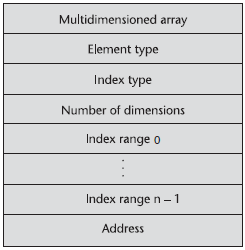 Multidimensioned array
Element type
Index type
Number of dimensions
Index range 0
⋮
Index range n – 1
Address